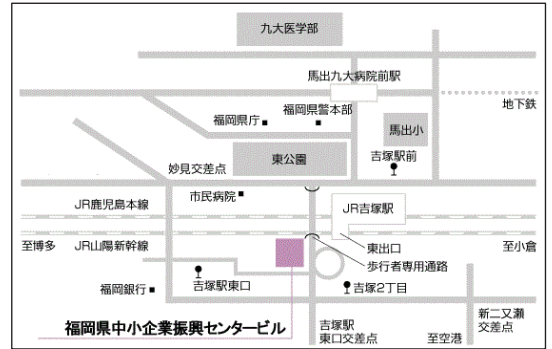 九大医学部
馬出九大病院前駅
地下鉄
福岡県庁
福岡県警本部
馬出小
東公園
吉塚駅前
妙見交差点
市民病院
JR鹿児島本線
JR吉塚駅
至博多
JR山陽新幹線
東出口
至小倉
歩行者専用通路
吉塚駅東口
福岡銀行
吉塚2丁目
福岡県中小企業振興センタービル
吉塚駅
東口交差点
至空港
新二又瀬
交差点